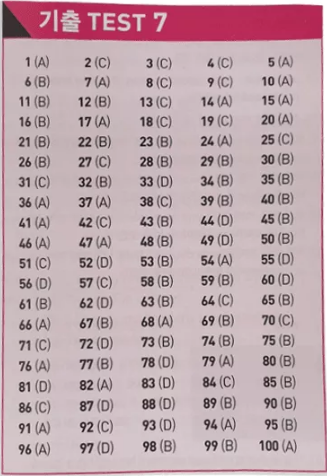 기출 TEST 7
1 (A) 2 (C) 3 (C) 4 (C) 5 (A)
6 (B) 7 (A) 8 (C) 9 (C) 10 (A)
11 (B) 12 (B) 13 (C) 14 (A) 15 (A)
16 (B) 17 (A) 18 (C) 19 (C) 20 (A)
21 (B) 22 (B) 23 (B) 24 (A) 25 (C)
26 (B) 27 (C) 28 (B) 29 (B) 30 (B)
31 (C) 32 (B) 33 (D) 34 (B) 35 (B)
36 (A) 37 (A) 38 (C) 39 (B) 40 (B)
41 (A) 42 (C) 43 (B) 44 (D) 45 (B)
46 (A) 47 (A) 48 (B) 49 (D) 50 (B)
51 (C) 52 (D) 53 (B) 54 (A) 55 (D)
56 (D) 57 (C) 58 (B) 59 (B) 60 (D)
61 (B) 62 (D) 63 (B) 64 (C) 65 (B)
66 (A) 67 (B) 68 (A) 69 (B) 70 (C)
71 (C) 72 (D) 73 (B) 74 (B) 75 (B)
76 (A) 77 (B) 78 (D) 79 (A) 80 (B)
81 (D) 82 (A) 83 (D) 84 (C) 85 (B)
86 (C) 87 (D) 88 (D) 89 (B) 90 (B)
91 (A) 92 (C) 93 (D) 94 (A) 95 (B)
96 (A) 97 (D) 98 (B) 99 (B) 100 (A)